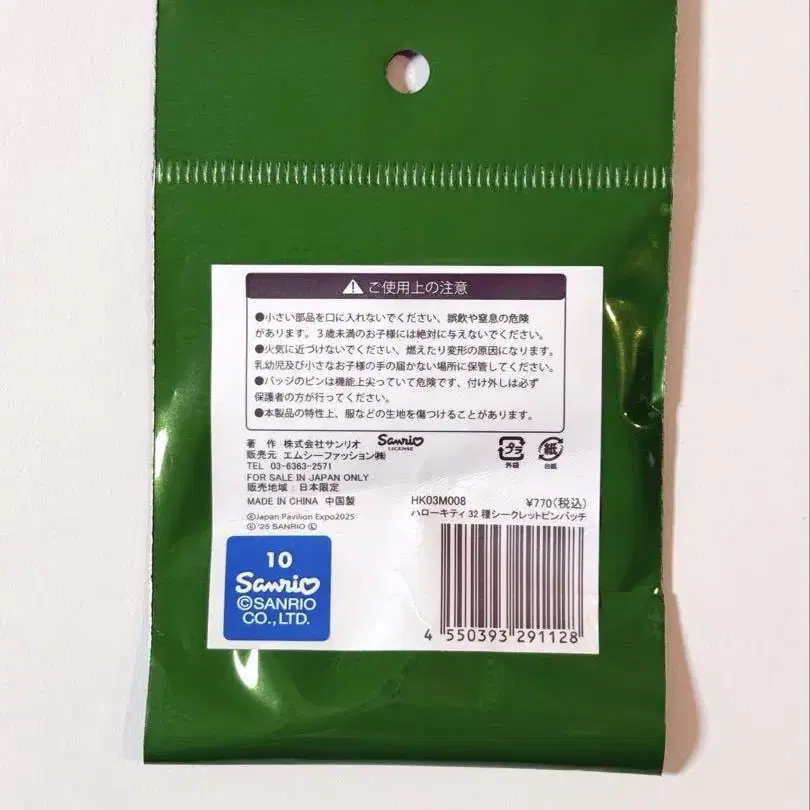 ⚠ ご使用上の注意
●小さい部品を口に入れないでください、誤飲や窒息の危険
があります。3歳未満のお子様には絶対に与えないでください。
●火気に近づけないでください、燃えたり変形の原因になります。
乳幼児及び小さなお子様の手の届かない場所に保管してください。
●バッジのピンは機能上尖っていて危険です、付け外しは必ず
保護者の方が行ってください。
●本製品の特性上、服などの生地を傷つけることがあります。
著 作 株式会社サンリオ
販売元 エムシーファッション㈱
TEL 03-6363-2571
FOR SALE IN JAPAN ONLY
販売地域：日本限定
MADE IN CHINA 中国製
©Japan Pavilion Expo2025
© '25 SANRIO Ⓛ
Sanrio
LICENSE
プラ
外袋
紙
台紙
HK03M008 ¥770(税込)
ハローキティ 32 種シークレットピンバッチ
4 550393 291128
10
Sanrio
©SANRIO
CO., LTD.